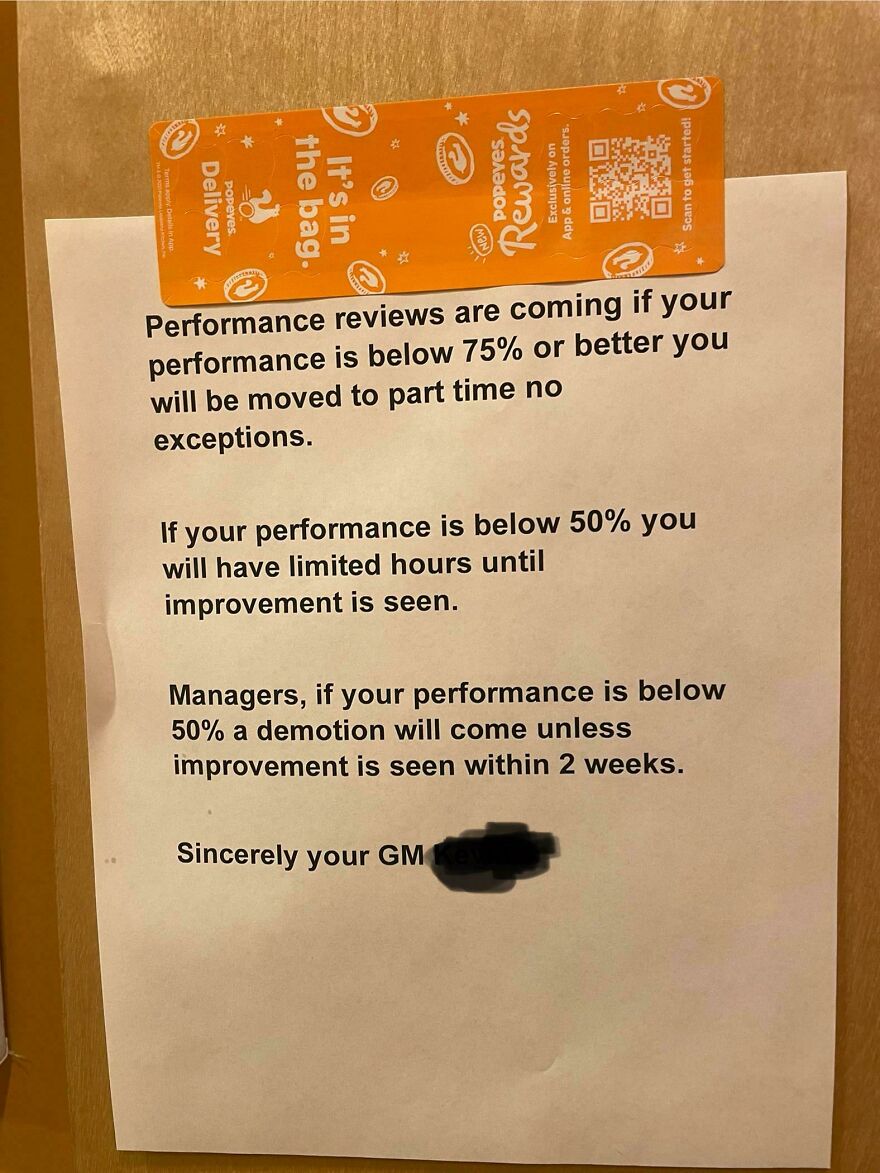 It's in
the bag.
POPEYES
Delivery
NEW
POPEYES
Rewards
Exclusively on
App & online orders.
Scan to get started!
Performance reviews are coming if your
performance is below 75% or better you
will be moved to part time no
exceptions.
If your performance is below 50% you
will have limited hours until
improvement is seen.
Managers, if your performance is below
50% a demotion will come unless
improvement is seen within 2 weeks.
Sincerely your GM